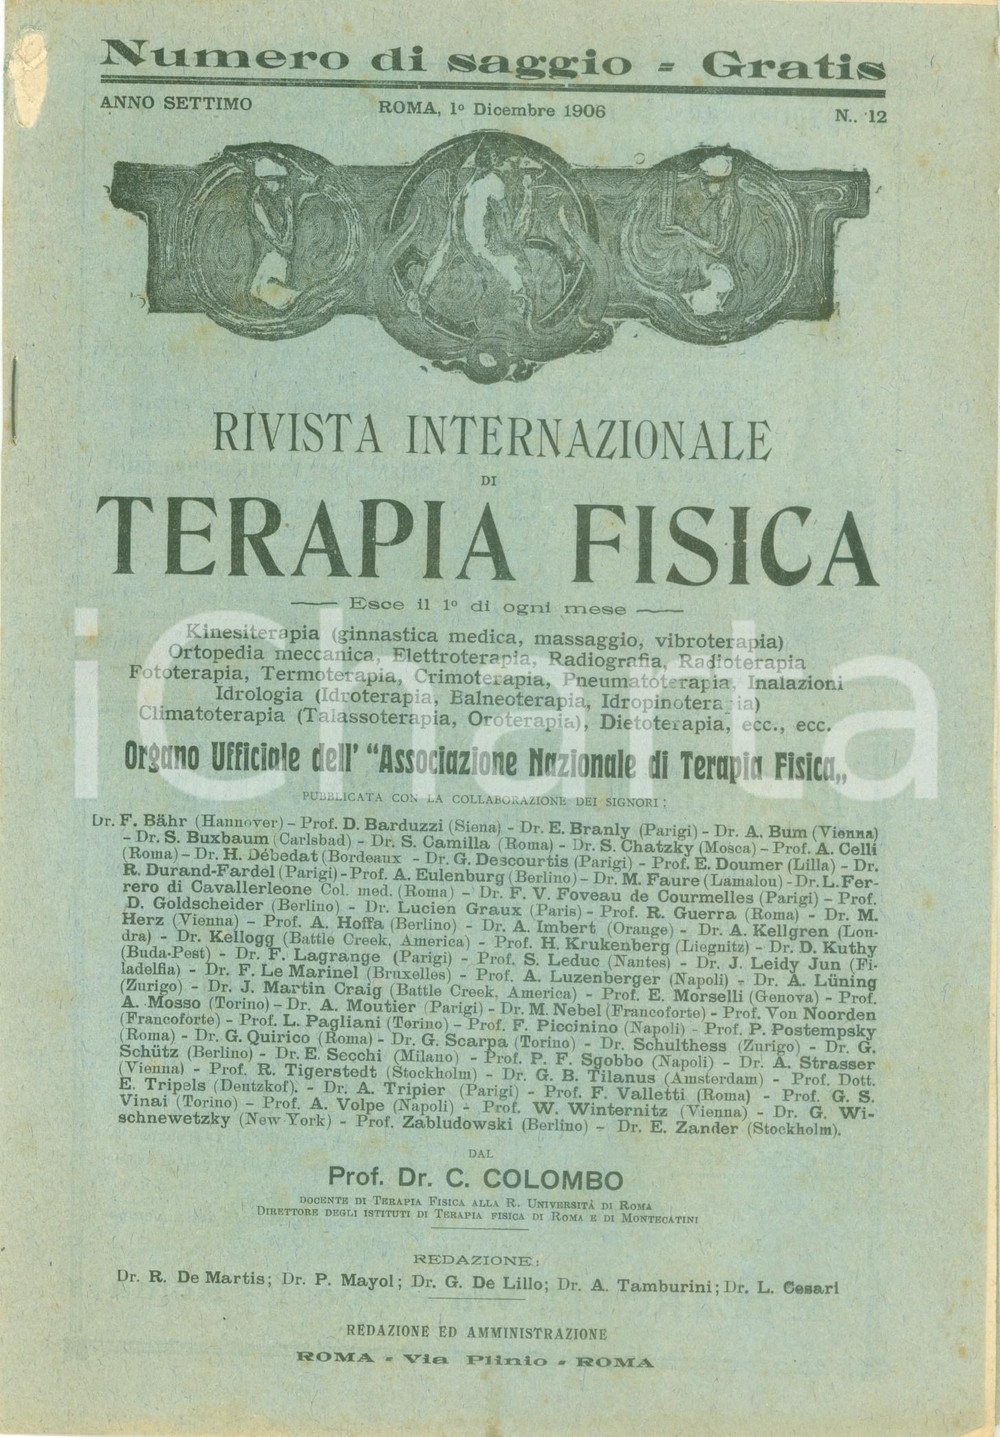 Numero di saggio - Gratis
ANNO SETTIMO ROMA, 1º Dicembre 1906 N.. 12
RIVISTA INTERNAZIONALE
DI
TERAPIA FISICA
Esce il 1º di ogni mese
Kinesiterapia (ginnastica medica, massaggio, vibroterapia)
Ortopedia meccanica, Elettroterapia, Radiografia, Radioterapia
Fototerapia, Termoterapia, Crimoterapia, Pneumatoterapia, Inalazioni
Idrologia (Idroterapia, Balneoterapia, Idropinoterapia)
Climatoterapia (Talassoterapia, Oroterapia), Dietoterapia, ecc., ecc.
Organo Ufficiale dell' "Associazione Nazionale di Terapia Fisica„
PUBBLICATA CON LA COLLABORAZIONE DEI SIGNORI:
Dr. F. Bähr (Hannover) - Prof. D. Barduzzi (Siena) - Dr. E. Branly (Parigi) - Dr. A. Bum (Vienna)
- Dr. S. Buxbaum (Carlsbad) - Dr. S. Camilla (Roma) - Dr. S. Chatzky (Mosca) - Prof. A. Celli
(Roma) - Dr. H. Débedat (Bordeaux - Dr. G. Descourtis (Parigi) - Prof. E. Doumer (Lilla) - Dr.
R. Durand-Fardel (Parigi) - Prof. A. Eulenburg (Berlino) - Dr. M. Faure (Lamalou) - Dr. L. Fer-
rero di Cavallerleone Col. med. (Roma) - Dr. F. V. Foveau de Courmelles (Parigi) - Prof.
D. Goldscheider (Berlino) - Dr. Lucien Graux (Paris) - Prof. R. Guerra (Roma) - Dr. M.
Herz (Vienna) - Prof. A. Hoffa (Berlino) - Dr. A. Imbert (Orange) - Dr. A. Kellgren (Lon-
dra) - Dr. Kellogg (Battle Creek, America) - Prof. H. Krukenberg (Liegnitz) - Dr. D. Kuthy
(Buda-Pest) - Dr. F. Lagrange (Parigi) - Prof. S. Leduc (Nantes) - Dr. J. Leidy Jun (Fi-
ladelfia) - Dr. F. Le Marinel (Bruxelles) - Prof. A. Luzenberger (Napoli) - Dr. A. Lüning
(Zurigo) - Dr. J. Martin Craig (Battle Creek, America) - Prof. E. Morselli (Genova) - Prof.
A. Mosso (Torino) - Dr. A. Moutier (Parigi) - Dr. M. Nebel (Francoforte) - Prof. Von Noorden
(Francoforte) - Prof. L. Pagliani (Torino) - Prof. F. Piccinino (Napoli) - Prof. P. Postempsky
(Roma) - Dr. G. Quirico (Roma) - Dr. G. Scarpa (Torino) - Dr. Schulthess (Zurigo) - Dr. G.
Schütz (Berlino) - Dr. E. Secchi (Milano) - Prof. P. F. Sgobbo (Napoli) - Dr. A. Strasser
(Vienna) - Prof. R. Tigerstedt (Stockholm) - Dr. G. B. Tilanus (Amsterdam) - Prof. Dott.
E. Tripels (Dentzkof). - Dr. A. Tripier (Parigi) - Prof. F. Valletti (Roma) - Prof. G. S.
Vinai (Torino) - Prof. A. Volpe (Napoli) - Prof. W. Winternitz (Vienna) - Dr. G. Wi-
schnewetzky (New York) - Prof. Zabludowski (Berlino) - Dr. E. Zander (Stockholm).
DAL
Prof. Dr. C. COLOMBO
DOCENTE DI TERAPIA FISICA ALLA R. UNIVERSITÀ DI ROMA
DIRETTORE DEGLI ISTITUTI DI TERAPIA FISICA DI ROMA E DI MONTECATINI
REDAZIONE:
Dr. R. De Martis; Dr. P. Mayol; Dr. G. De Lillo; Dr. A. Tamburini; Dr. L. Cesari
REDAZIONE ED AMMINISTRAZIONE
ROMA - Via Plinio - ROMA
iCharta